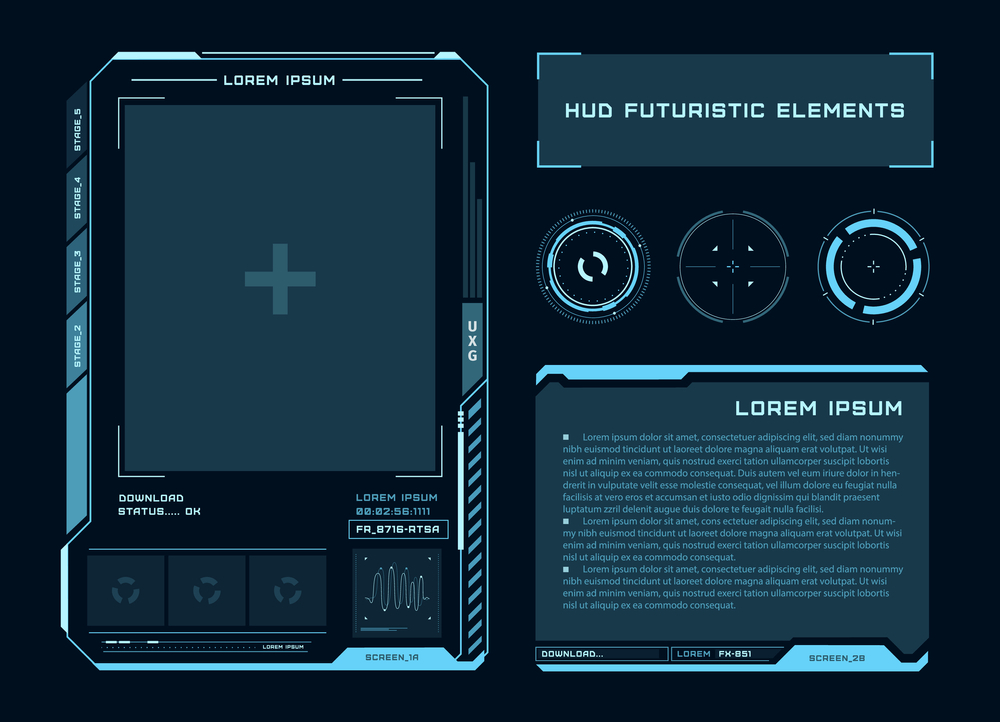 LOREM IPSUM
STAGE_5
STAGE_4
STAGE_3
STAGE_2
UXG
DOWNLOAD
STATUS..... OK
LOREM IPSUM
00:02:56:1111
FR_8716-RTSA
LOREM IPSUM
SCREEN_1A
HUD FUTURISTIC ELEMENTS
LOREM IPSUM
Lorem ipsum dolor sit amet, consectetuer adipiscing elit, sed diam nonummy
nibh euismod tincidunt ut laoreet dolore magna aliquam erat volutpat. Ut wisi
enim ad minim veniam, quis nostrud exerci tation ullamcorper suscipit lobortis
nisl ut aliquip ex ea commodo consequat. Duis autem vel eum iriure dolor in hen-
drerit in vulputate velit esse molestie consequat, vel illum dolore eu feugiat nulla
facilisis at vero eros et accumsan et iusto odio dignissim qui blandit praesent
luptatum zzril delenit augue duis dolore te feugait nulla facilisi.
Lorem ipsum dolor sit amet, cons ectetuer adipiscing elit, sed diam nonum-
my nibh euismod tincidunt ut laoreet dolore magna aliquam erat volutpat. Ut wisi
enim ad minim veniam, quis nostrud exerci tation ullamcorper suscipit lobortis
nisl ut aliquip ex ea commodo consequat.
Lorem ipsum dolor sit amet, consectetuer adipiscing elit, sed diam nonummy
nibh euismod tincidunt ut laoreet dolore magna aliquam erat volutpat. Ut wisi
enim ad minim veniam, quis nostrud exerci tation ullamcorper suscipit lobortis
nisl ut aliquip ex ea commodo consequat.
DOWNLOAD...
LOREM FX-851
SCREEN_2B